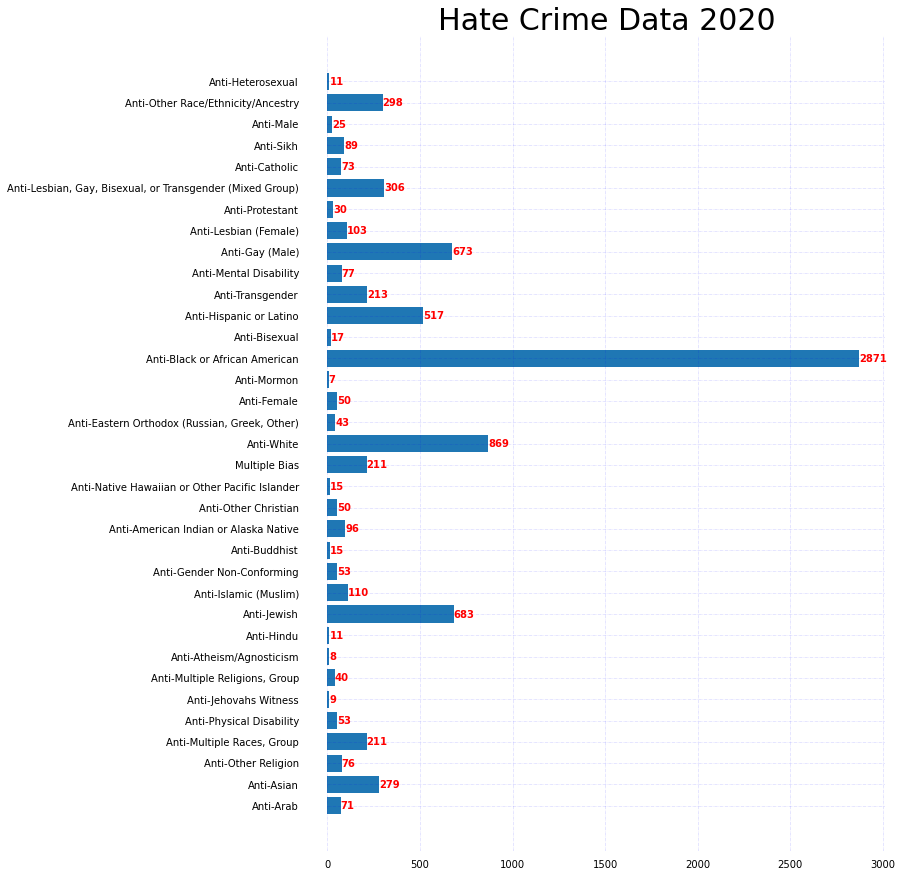 Hate Crime Data 2020
Anti-Heterosexual 11
Anti-Other Race/Ethnicity/Ancestry 298
Anti-Male 25
Anti-Sikh 89
Anti-Catholic 73
Anti-Lesbian, Gay, Bisexual, or Transgender (Mixed Group) 306
Anti-Protestant 30
Anti-Lesbian (Female) 103
Anti-Gay (Male) 673
Anti-Mental Disability 77
Anti-Transgender 213
Anti-Hispanic or Latino 517
Anti-Bisexual 17
Anti-Black or African American 2871
Anti-Mormon 7
Anti-Female 50
Anti-Eastern Orthodox (Russian, Greek, Other) 43
Anti-White 869
Multiple Bias 211
Anti-Native Hawaiian or Other Pacific Islander 15
Anti-Other Christian 50
Anti-American Indian or Alaska Native 96
Anti-Buddhist 15
Anti-Gender Non-Conforming 53
Anti-Islamic (Muslim) 110
Anti-Jewish 683
Anti-Hindu 11
Anti-Atheism/Agnosticism 8
Anti-Multiple Religions, Group 40
Anti-Jehovahs Witness 9
Anti-Physical Disability 53
Anti-Multiple Races, Group 211
Anti-Other Religion 76
Anti-Asian 279
Anti-Arab 71
0 500 1000 1500 2000 2500 3000